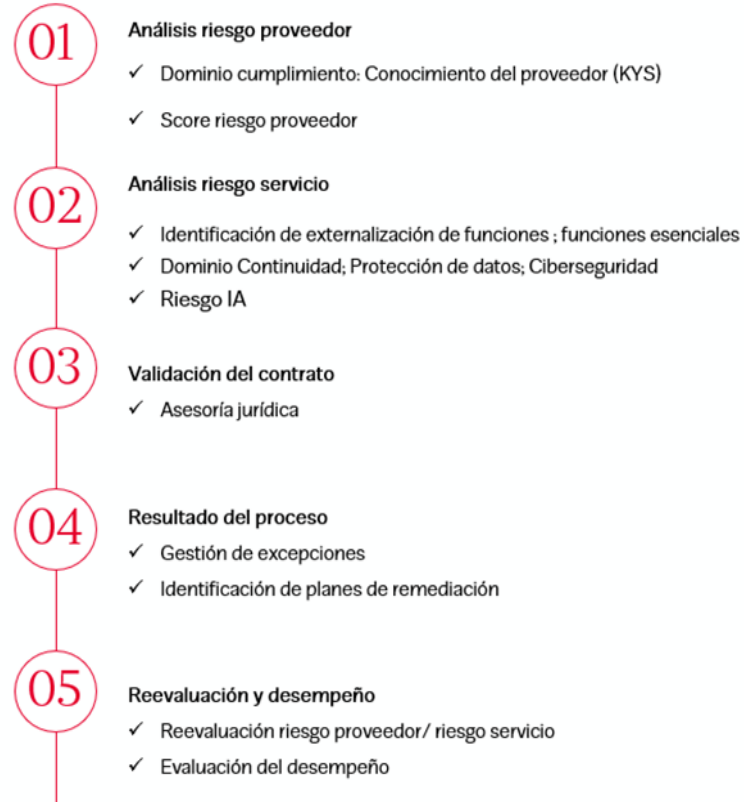 01
Análisis riesgo proveedor
✓ Dominio cumplimiento: Conocimiento del proveedor (KYS)
✓ Score riesgo proveedor
02
Análisis riesgo servicio
✓ Identificación de externalización de funciones ; funciones esenciales
✓ Dominio Continuidad; Protección de datos; Ciberseguridad
✓ Riesgo IA
03
Validación del contrato
✓ Asesoría jurídica
04
Resultado del proceso
✓ Gestión de excepciones
✓ Identificación de planes de remediación
05
Reevaluación y desempeño
✓ Reevaluación riesgo proveedor/ riesgo servicio
✓ Evaluación del desempeño